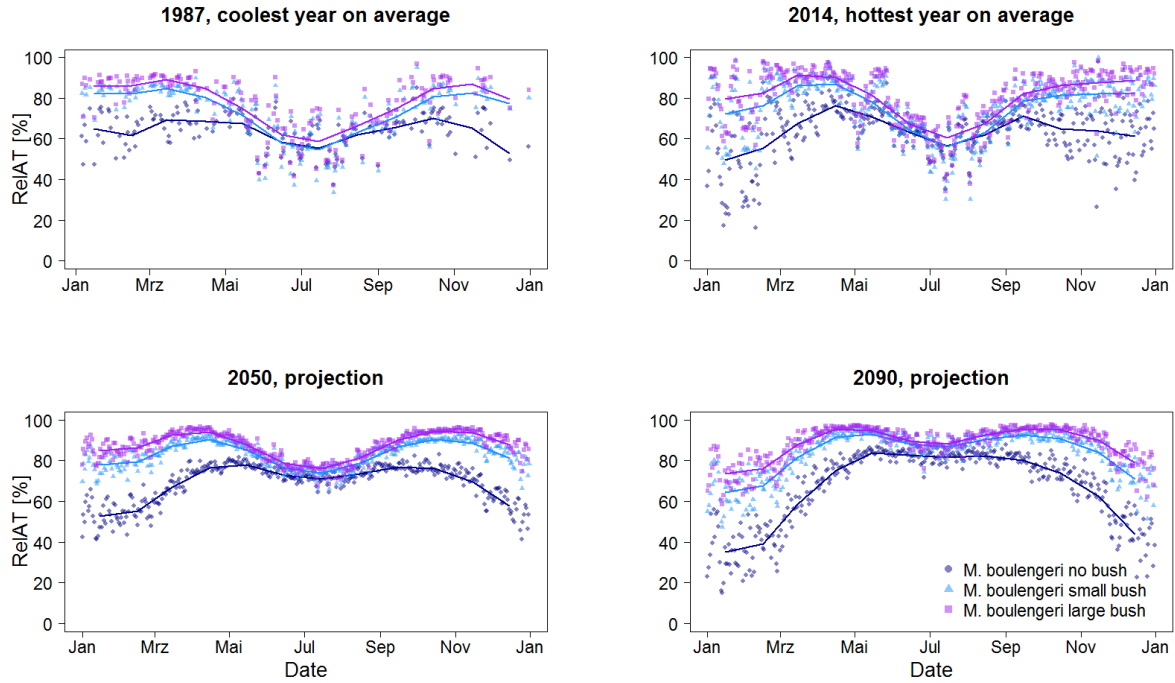 1987, coolest year on average
2014, hottest year on average
RelAT [%]
100
80
60
40
20
0
Jan Mrz Mai Jul Sep Nov Jan
100
80
60
40
20
0
Jan Mrz Mai Jul Sep Nov Jan
2050, projection
2090, projection
RelAT [%]
100
80
60
40
20
0
Jan Mrz Mai Jul Sep Nov Jan
Date
100
80
60
40
20
0
M. boulengeri no bush
M. boulengeri small bush
M. boulengeri large bush
Jan Mrz Mai Jul Sep Nov Jan
Date